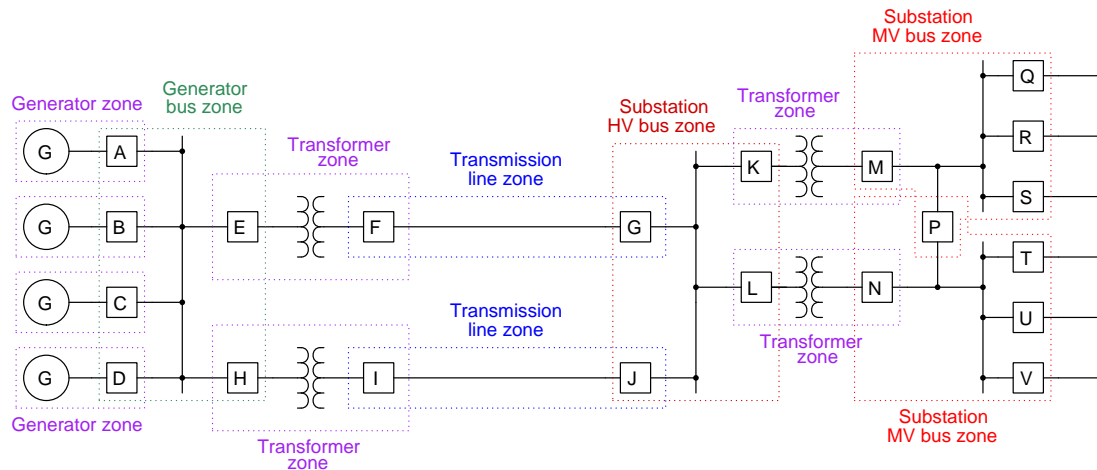 Substation
MV bus zone
Generator
bus zone
Generator zone
Substation
HV bus zone
Transformer
zone
Transformer
zone
Transmission
line zone
Q
G
A
R
K
M
S
G
B
E
F
G
P
T
G
C
L
N
U
Transmission
line zone
Transformer
zone
G
D
H
I
J
V
Generator zone
Transformer
zone
Substation
MV bus zone